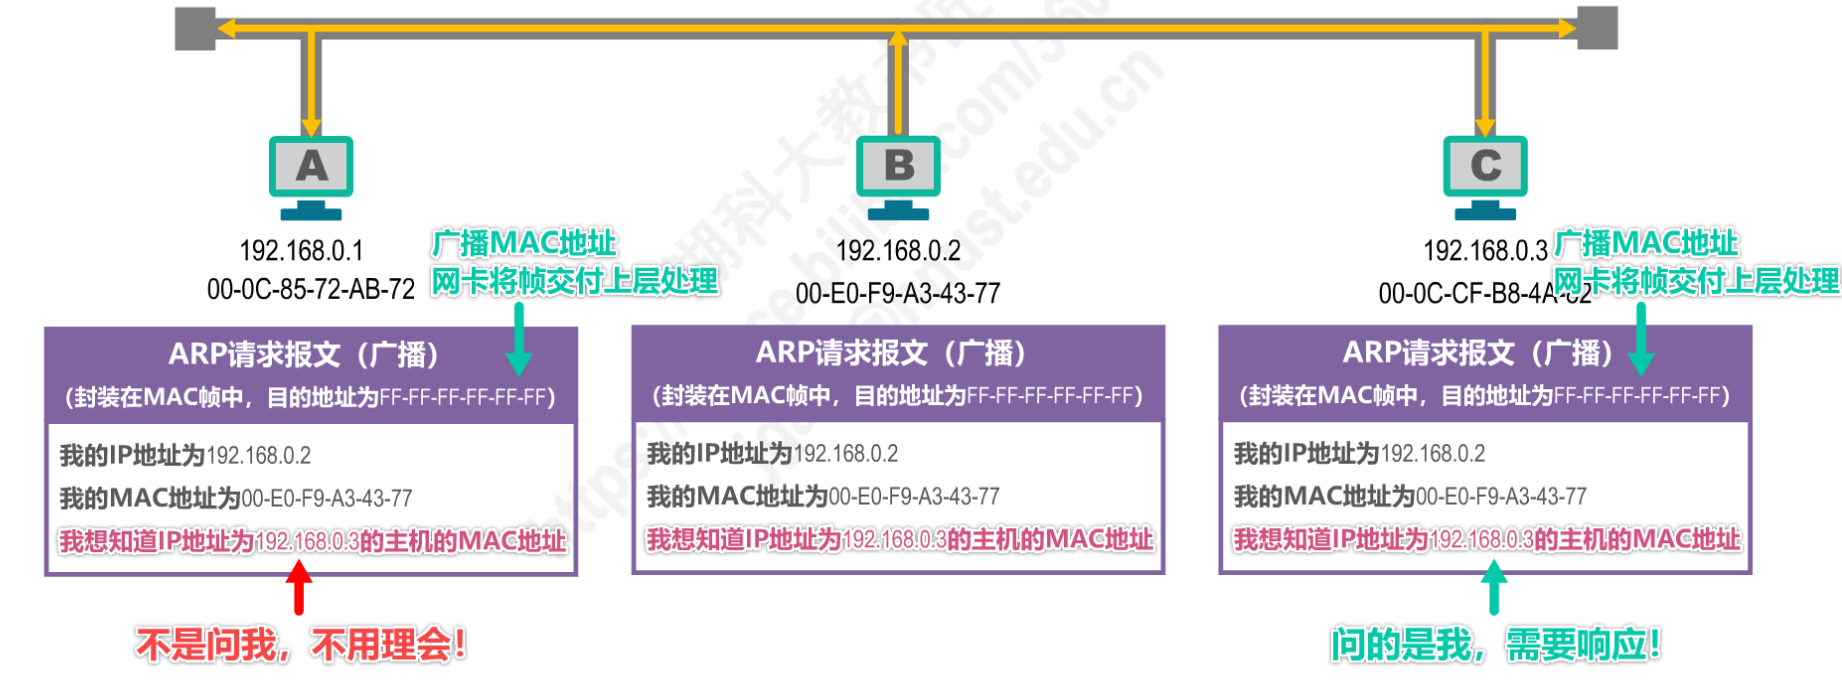 A
B
C
192.168.0.1
00-0C-85-72-AB-72
广播MAC地址
网卡将帧交付上层处理
192.168.0.2
00-E0-F9-A3-43-77
192.168.0.3
00-0C-CF-B8-4A-82
广播MAC地址
网卡将帧交付上层处理
ARP请求报文（广播）
（封装在MAC帧中，目的地址为FF-FF-FF-FF-FF-FF）
我的IP地址为192.168.0.2
我的MAC地址为00-E0-F9-A3-43-77
我想知道IP地址为192.168.0.3的主机的MAC地址
不是问我，不用理会！
ARP请求报文（广播）
（封装在MAC帧中，目的地址为FF-FF-FF-FF-FF-FF）
我的IP地址为192.168.0.2
我的MAC地址为00-E0-F9-A3-43-77
我想知道IP地址为192.168.0.3的主机的MAC地址
ARP请求报文（广播）
（封装在MAC帧中，目的地址为FF-FF-FF-FF-FF-FF）
我的IP地址为192.168.0.2
我的MAC地址为00-E0-F9-A3-43-77
我想知道IP地址为192.168.0.3的主机的MAC地址
问的是我，需要响应！